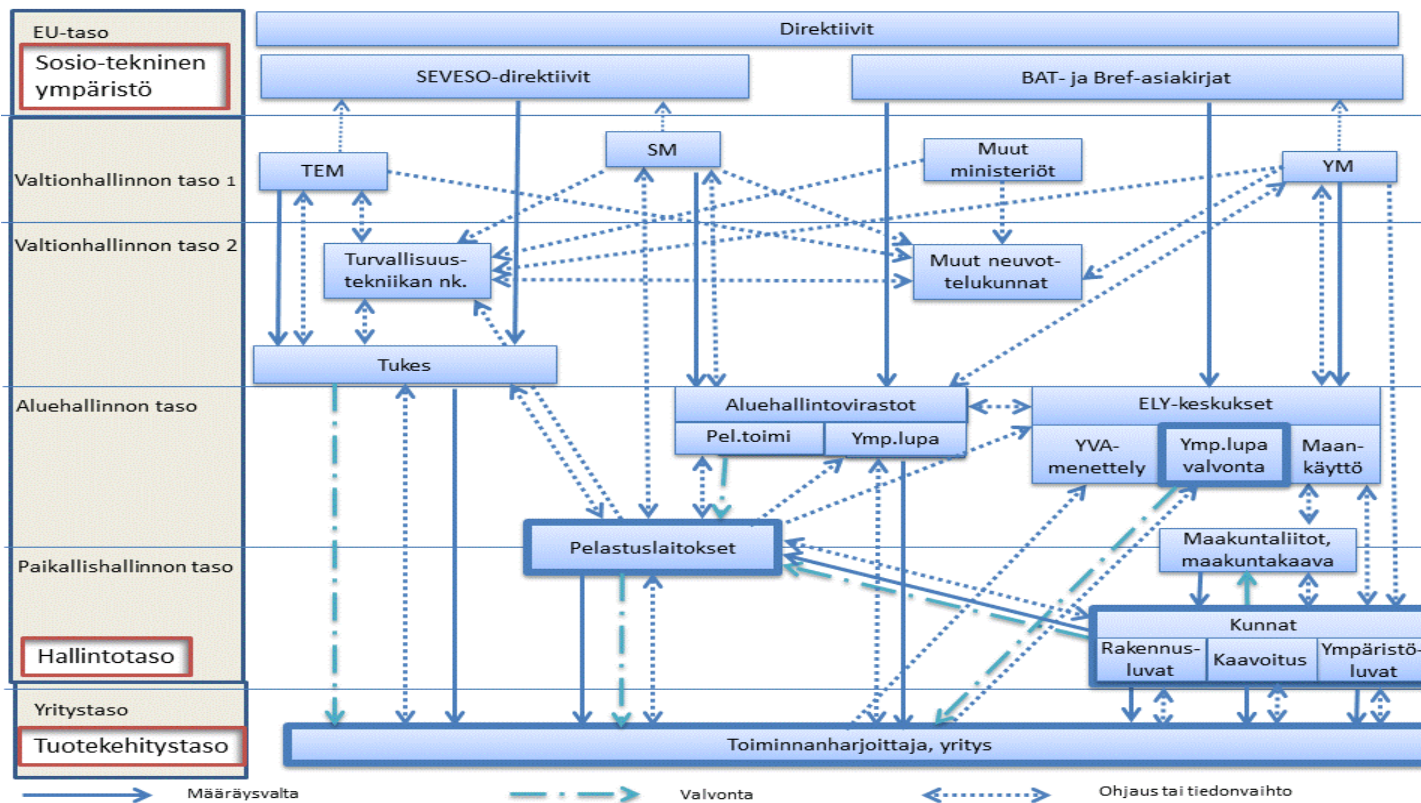 EU-taso
Sosio-tekninen
ympäristö
Direktiivit
SEVESO-direktiivit
BAT- ja Bref-asiakirjat
Valtionhallinnon taso 1
TEM
SM
Muut
ministeriöt
YM
Valtionhallinnon taso 2
Turvallisuus-
tekniikan nk.
Muut neuvot-
telukunnat
Tukes
Aluehallinnon taso
Aluehallintovirastot
Pel.toimi
Ymp.lupa
ELY-keskukset
YVA-
menettely
Ymp.lupa
valvonta
Maan-
käyttö
Pelastuslaitokset
Maakuntaliitot,
maakuntakaava
Paikallishallinnon taso
Hallintotaso
Kunnat
Rakennus-
luvat
Kaavoitus
Ympäristö-
luvat
Yritystaso
Tuotekehitystaso
Toiminnanharjoittaja, yritys
Määräysvalta
Valvonta
Ohjaus tai tiedonvaihto